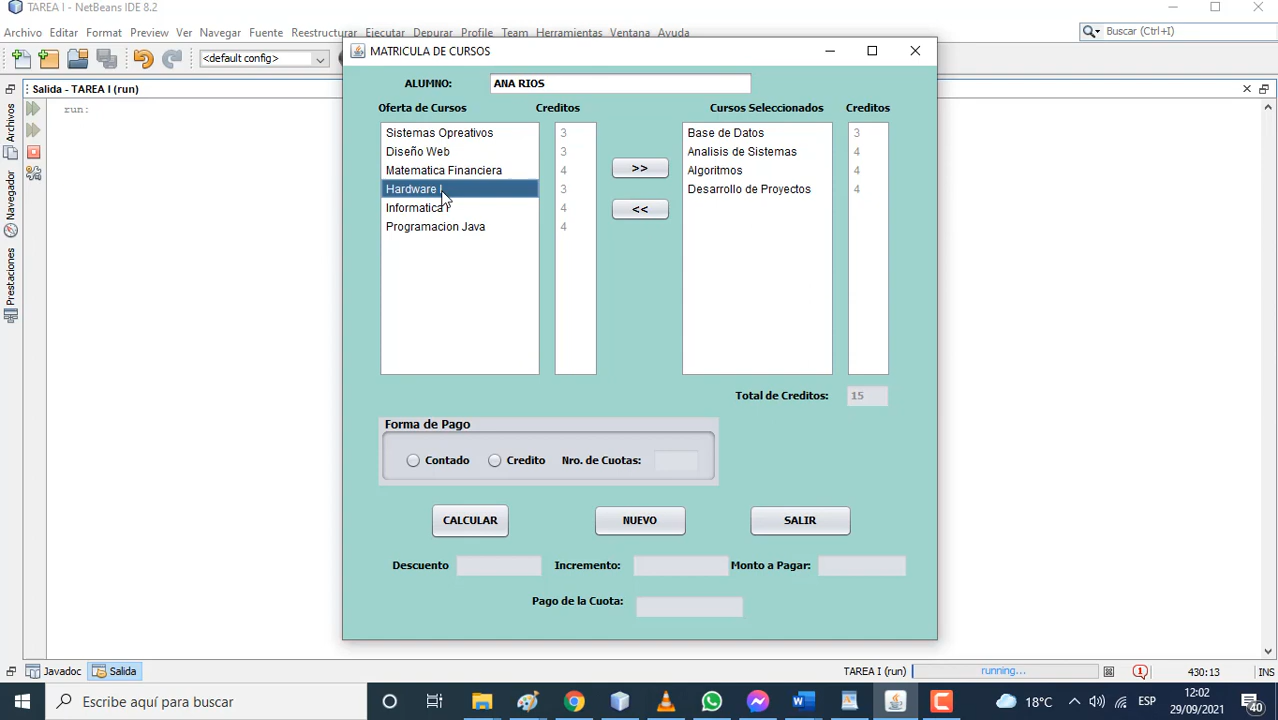 TAREA I - NetBeans IDE 8.2
Archivo Editar Format Preview Ver Navegar Fuente Reestructurar Ejecutar Depurar Profile Team Herramientas Ventana Ayuda
Buscar (Ctrl+I)
<default config>
Salida - TAREA I (run)
run:
Archivos
Navegador
Prestaciones
MATRICULA DE CURSOS
ALUMNO: ANA RIOS
Oferta de Cursos Creditos Cursos Seleccionados Creditos
Sistemas Opreativos 3 Base de Datos 3
Diseño Web 3 Analisis de Sistemas 4
Matematica Financiera 4 >> Algoritmos 4
Hardware I 3 Desarrollo de Proyectos 4
Informatica I 4 <<
Programacion Java 4
Total de Creditos: 15
Forma de Pago
Contado Credito Nro. de Cuotas:
CALCULAR NUEVO SALIR
Descuento Incremento: Monto a Pagar:
Pago de la Cuota:
Javadoc Salida TAREA I (run) running... 430:13 INS
Escribe aquí para buscar 18°C ESP 12:02
29/09/2021 40